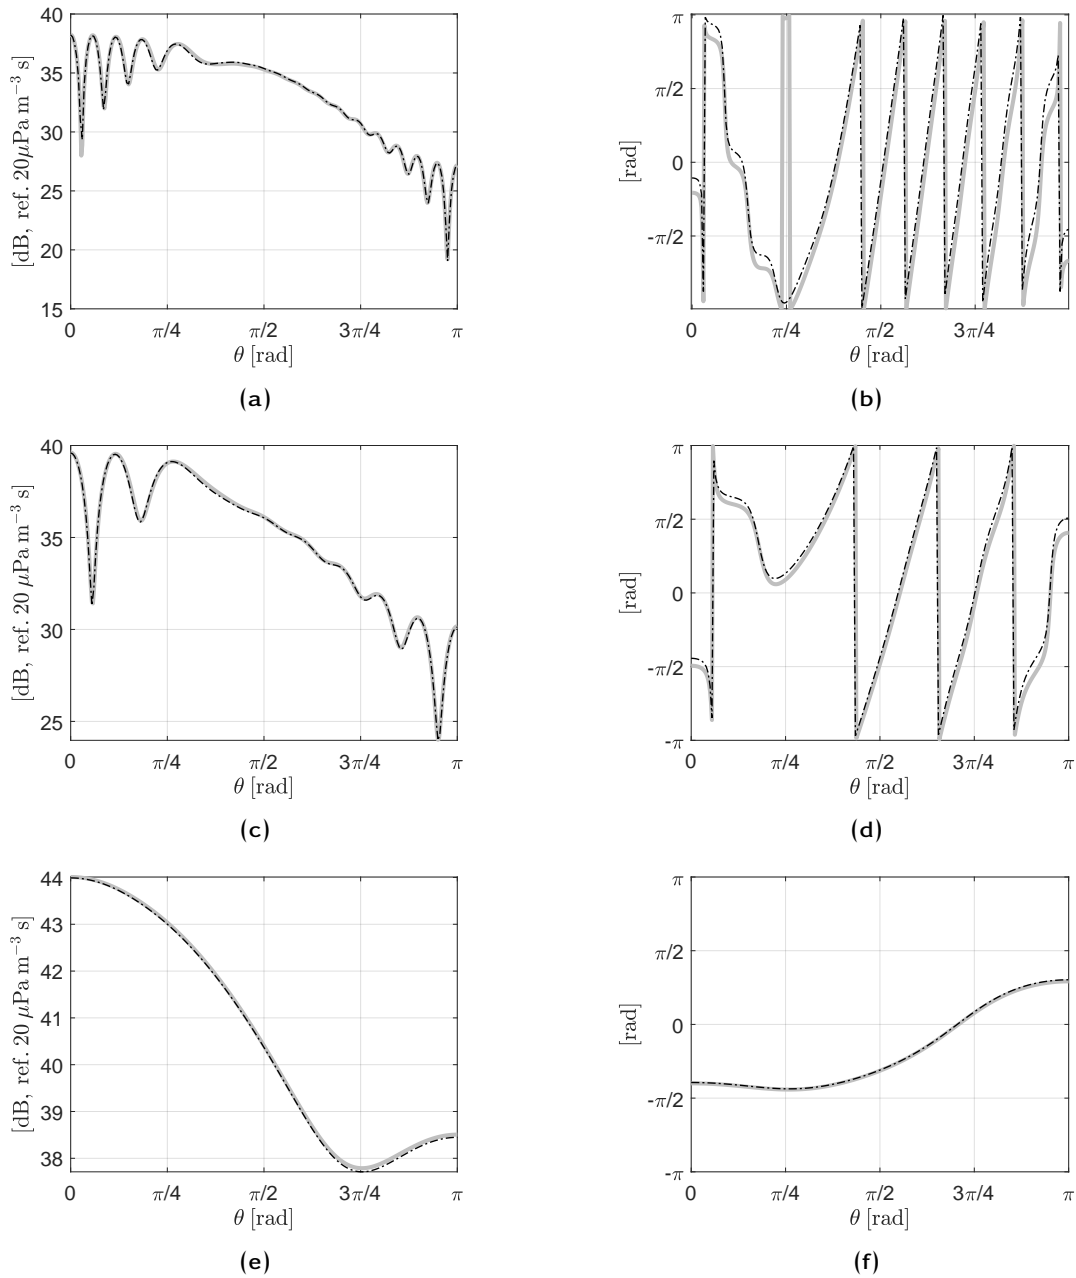 40
35
30
25
20
15
[dB, ref. 20μPa m⁻³ s]
0 π/4 π/2 3π/4 π
θ [rad]
(a)
π
π/2
0
-π/2
[rad]
0 π/4 π/2 3π/4
θ [rad]
(b)
40
35
30
25
[dB, ref. 20 μPa m⁻³ s]
0 π/4 π/2 3π/4 π
θ [rad]
(c)
π
π/2
0
-π/2
-π
[rad]
0 π/4 π/2 3π/4 π
θ [rad]
(d)
44
43
42
41
40
39
38
[dB, ref. 20 μPa m⁻³ s]
0 π/4 π/2 3π/4 π
θ [rad]
(e)
π
π/2
0
-π/2
-π
[rad]
0 π/4 π/2 3π/4 π
θ [rad]
(f)